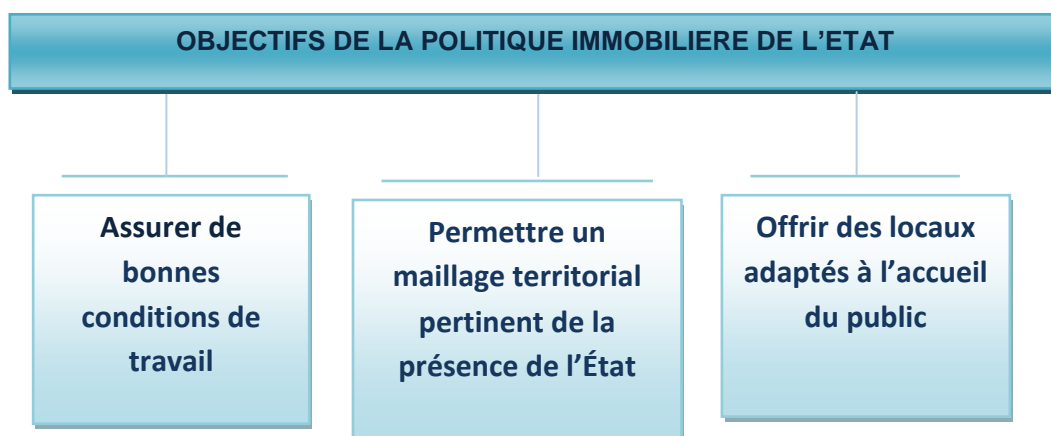 OBJECTIFS DE LA POLITIQUE IMMOBILIERE DE L’ETAT
Assurer de
bonnes
conditions de
travail
Permettre un
maillage territorial
pertinent de la
présence de l’État
Offrir des locaux
adaptés à l’accueil
du public